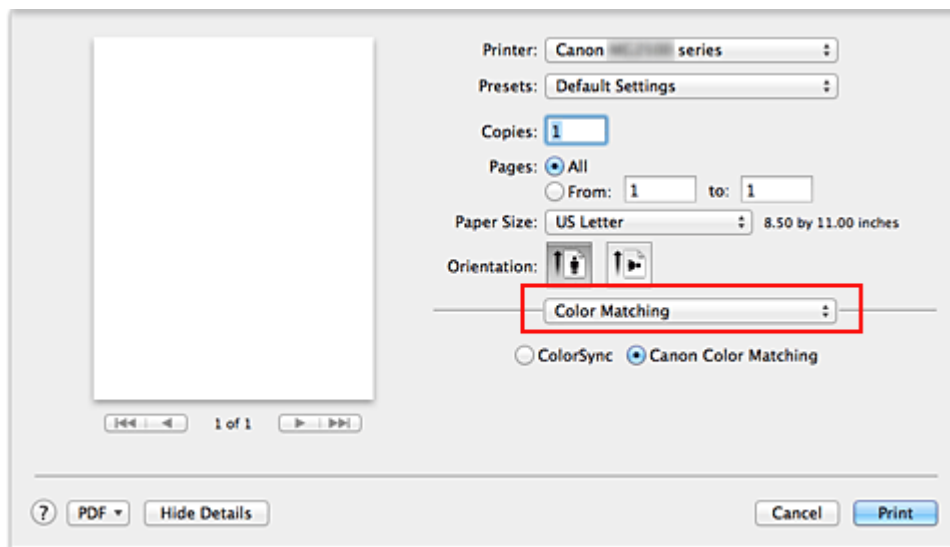 Printer: Canon series
Presets: Default Settings
Copies: 1
Pages: All
From: 1 to: 1
Paper Size: US Letter 8.50 by 11.00 inches
Orientation:
Color Matching
ColorSync Canon Color Matching
1 of 1
? PDF Hide Details Cancel Print